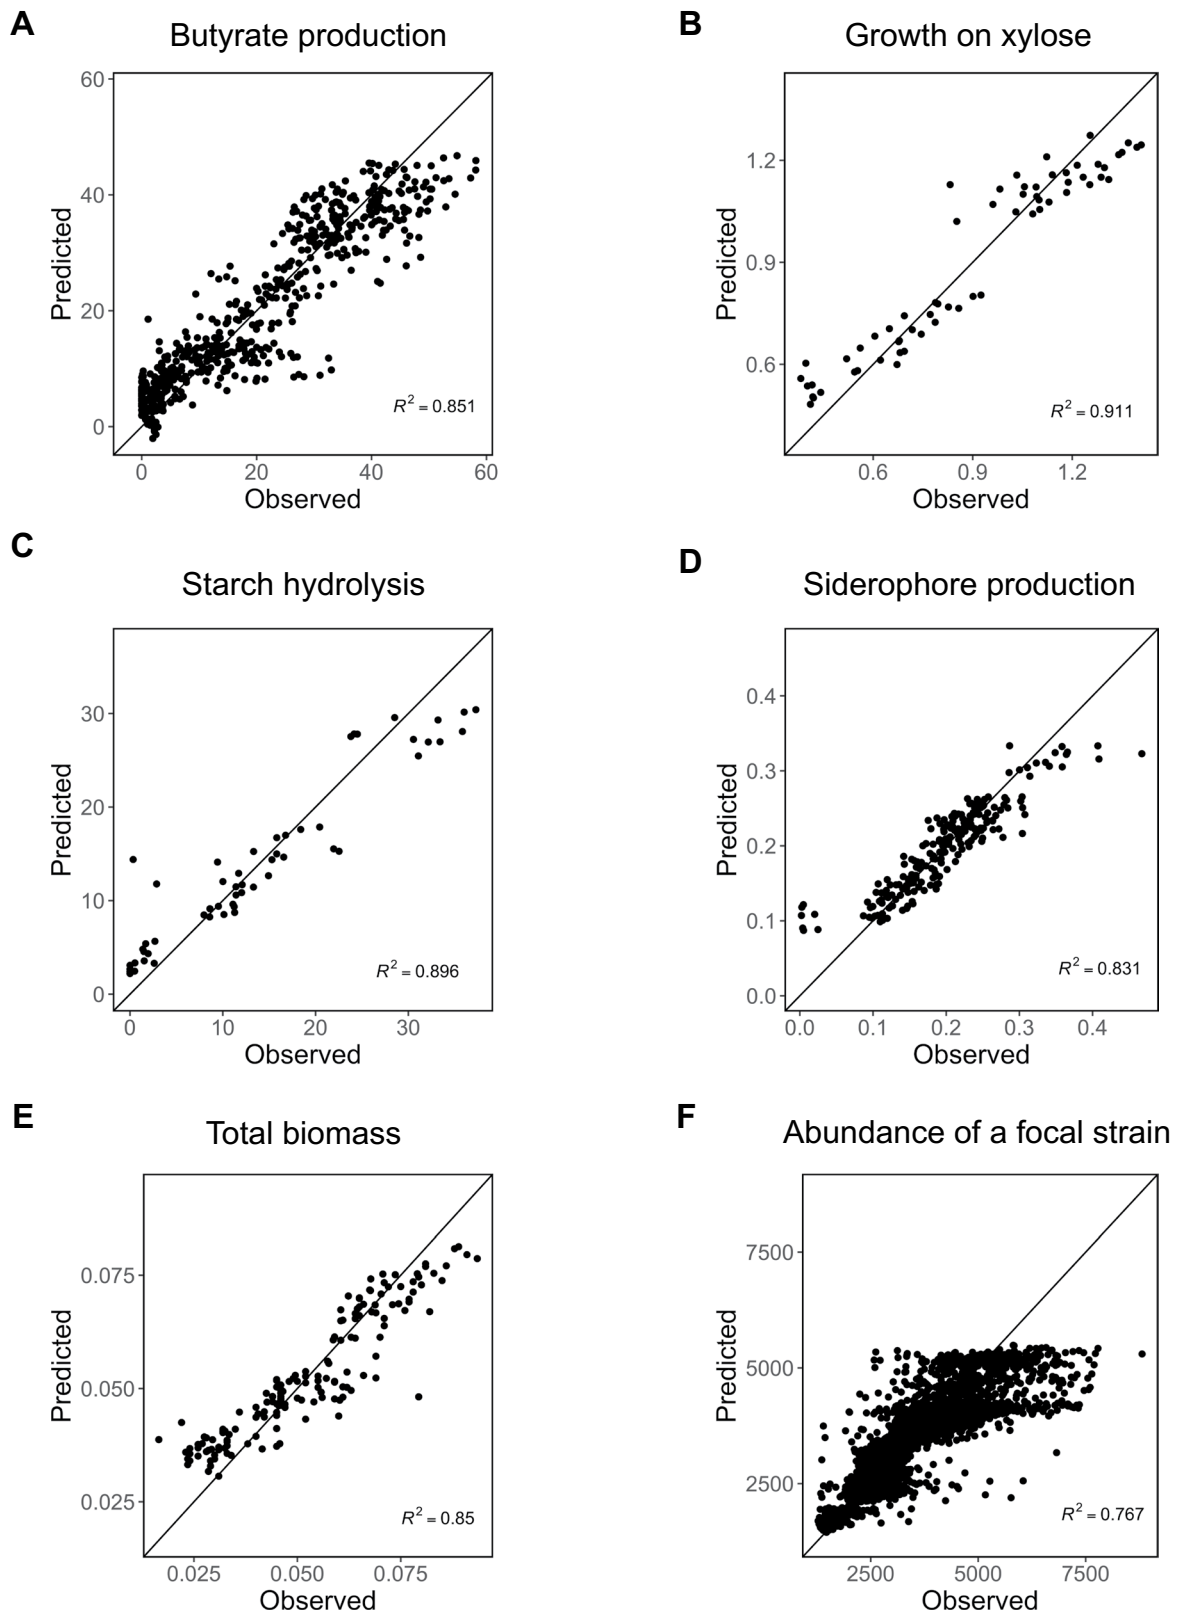 A
Butyrate production
60
40
20
0
Predicted
R² = 0.851
0 20 40 60
Observed
B
Growth on xylose
1.2
0.9
0.6
Predicted
R² = 0.911
0.6 0.9 1.2
Observed
C
Starch hydrolysis
30
20
10
0
Predicted
R² = 0.896
0 10 20 30
Observed
D
Siderophore production
0.4
0.3
0.2
0.1
0.0
Predicted
R² = 0.831
0.0 0.1 0.2 0.3 0.4
Observed
E
Total biomass
0.075
0.050
0.025
Predicted
R² = 0.85
0.025 0.050 0.075
Observed
F
Abundance of a focal strain
7500
5000
2500
Predicted
R² = 0.767
2500 5000 7500
Observed